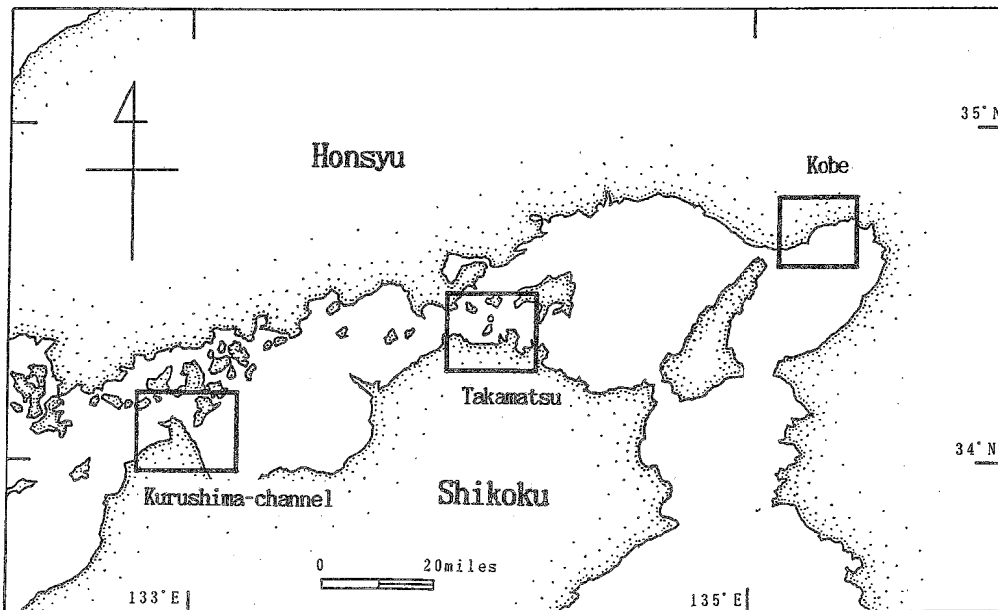 35°N
Honsyu
Kobe
Takamatsu
34°N
Kurushima-channel
Shikoku
0 20miles
133°E
135°E